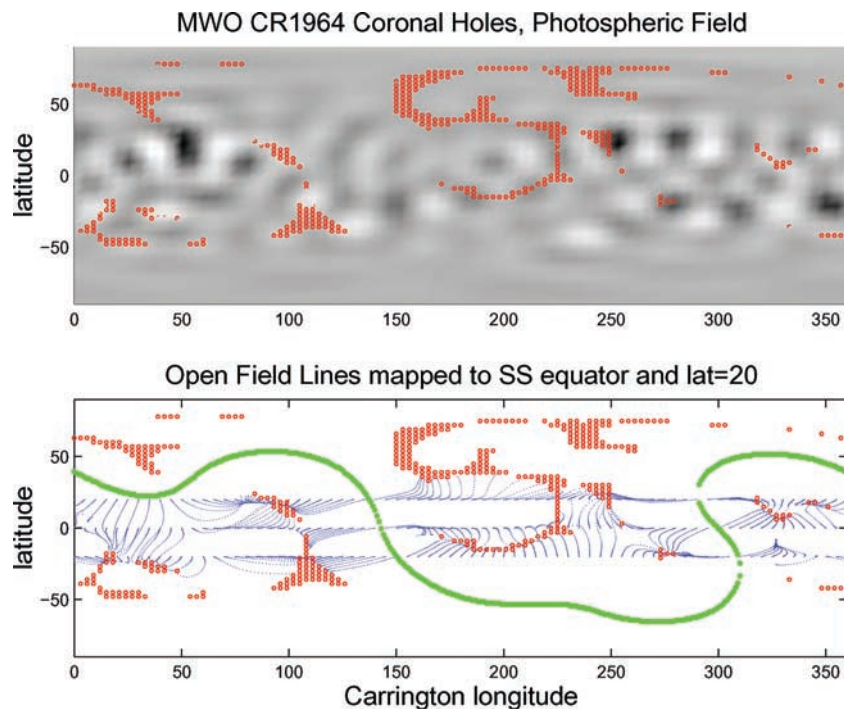 MWO CR1964 Coronal Holes, Photospheric Field
latitude
50
0
−50
0 50 100 150 200 250 300 350
Open Field Lines mapped to SS equator and lat=20
latitude
50
0
−50
0 50 100 150 200 250 300 350
Carrington longitude